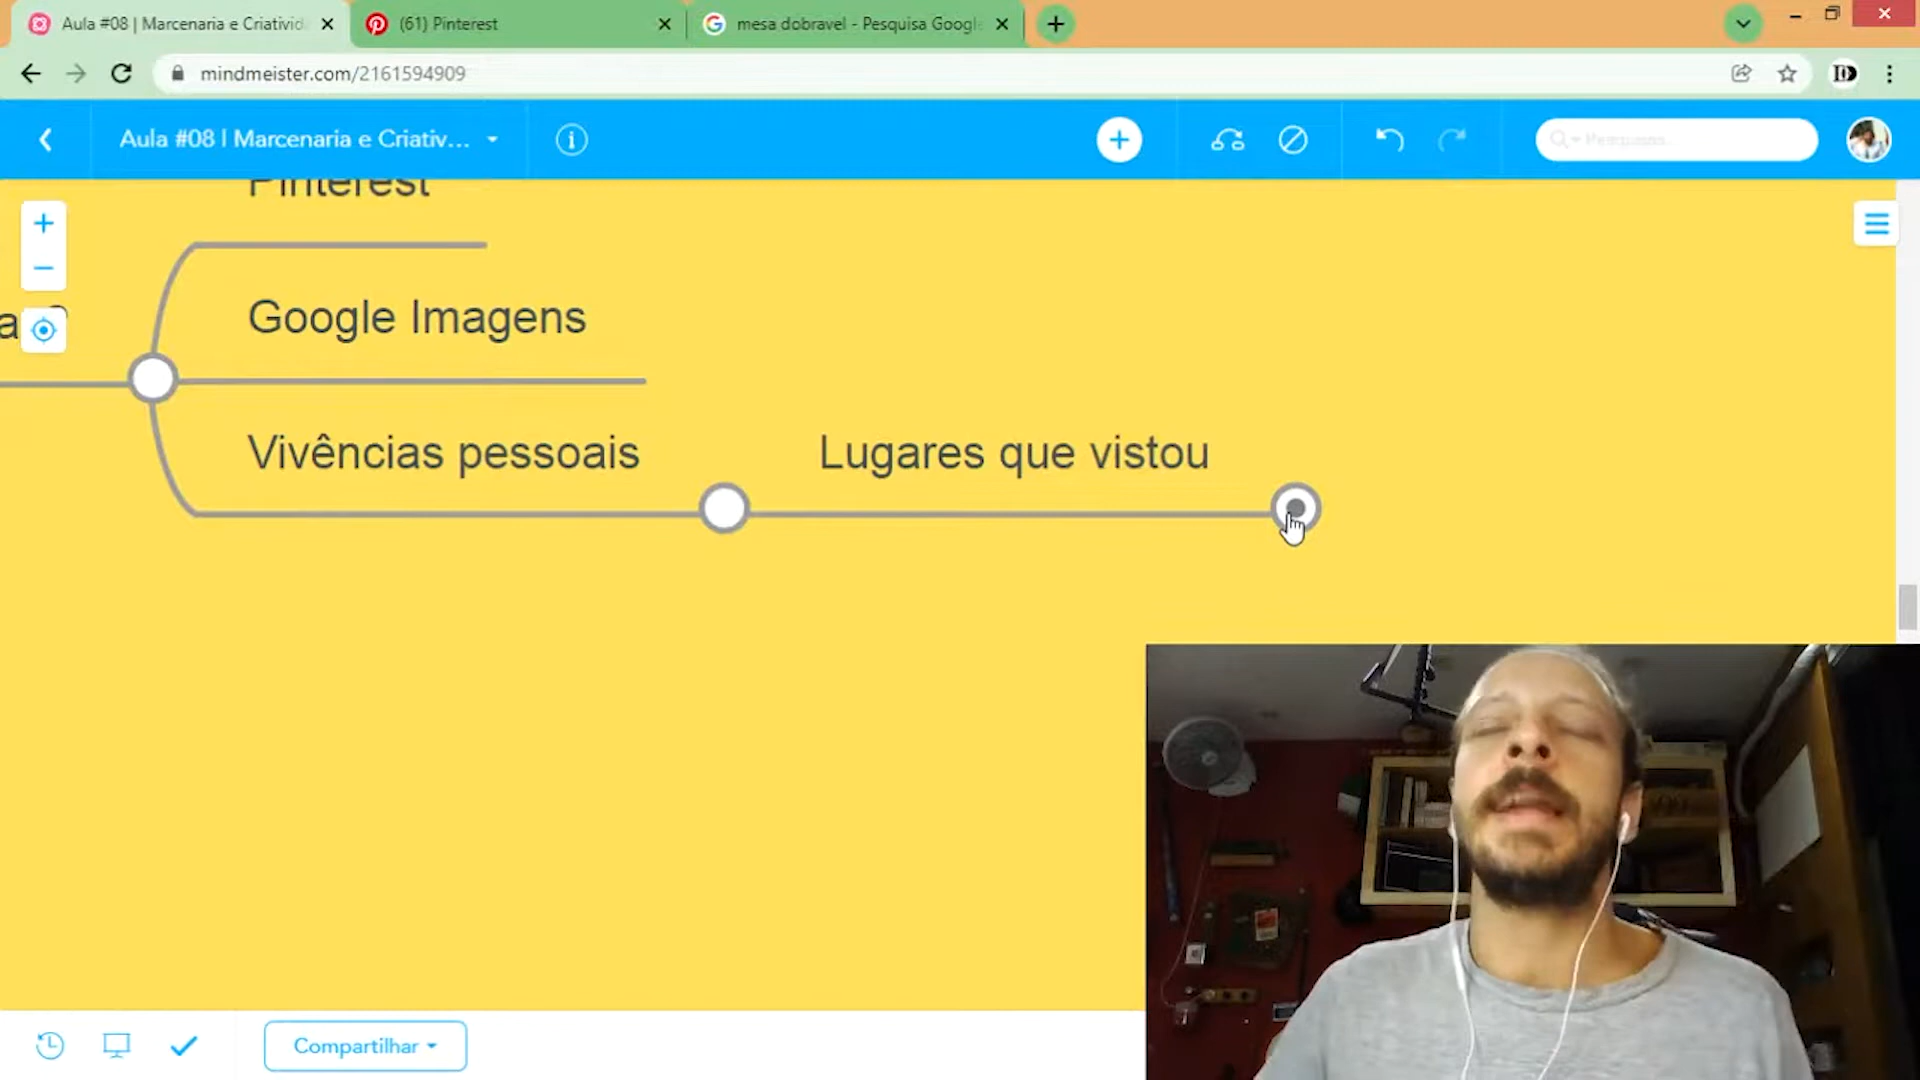 Aula #08 | Marcenaria e Criativid
(61) Pinterest
mesa dobravel - Pesquisa Googl
mindmeister.com/2161594909
Aula #08 | Marcenaria e Criativ...
Pinterest
Google Imagens
Vivências pessoais
Lugares que vistou
Compartilhar